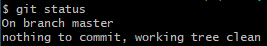 $ git status
On branch master
nothing to commit, working tree clean